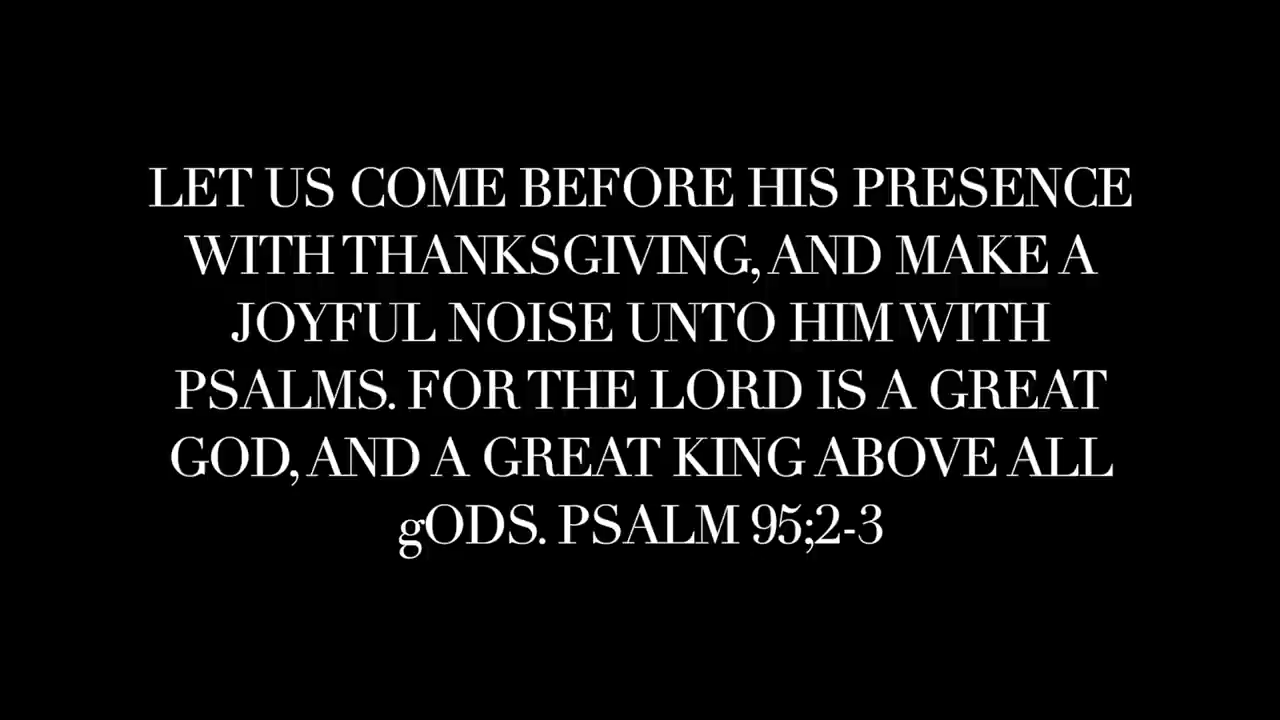 LET US COME BEFORE HIS PRESENCE
WITH THANKSGIVING, AND MAKE A
JOYFUL NOISE UNTO HIM WITH
PSALMS. FOR THE LORD IS A GREAT
GOD, AND A GREAT KING ABOVE ALL
gODS. PSALM 95;2-3